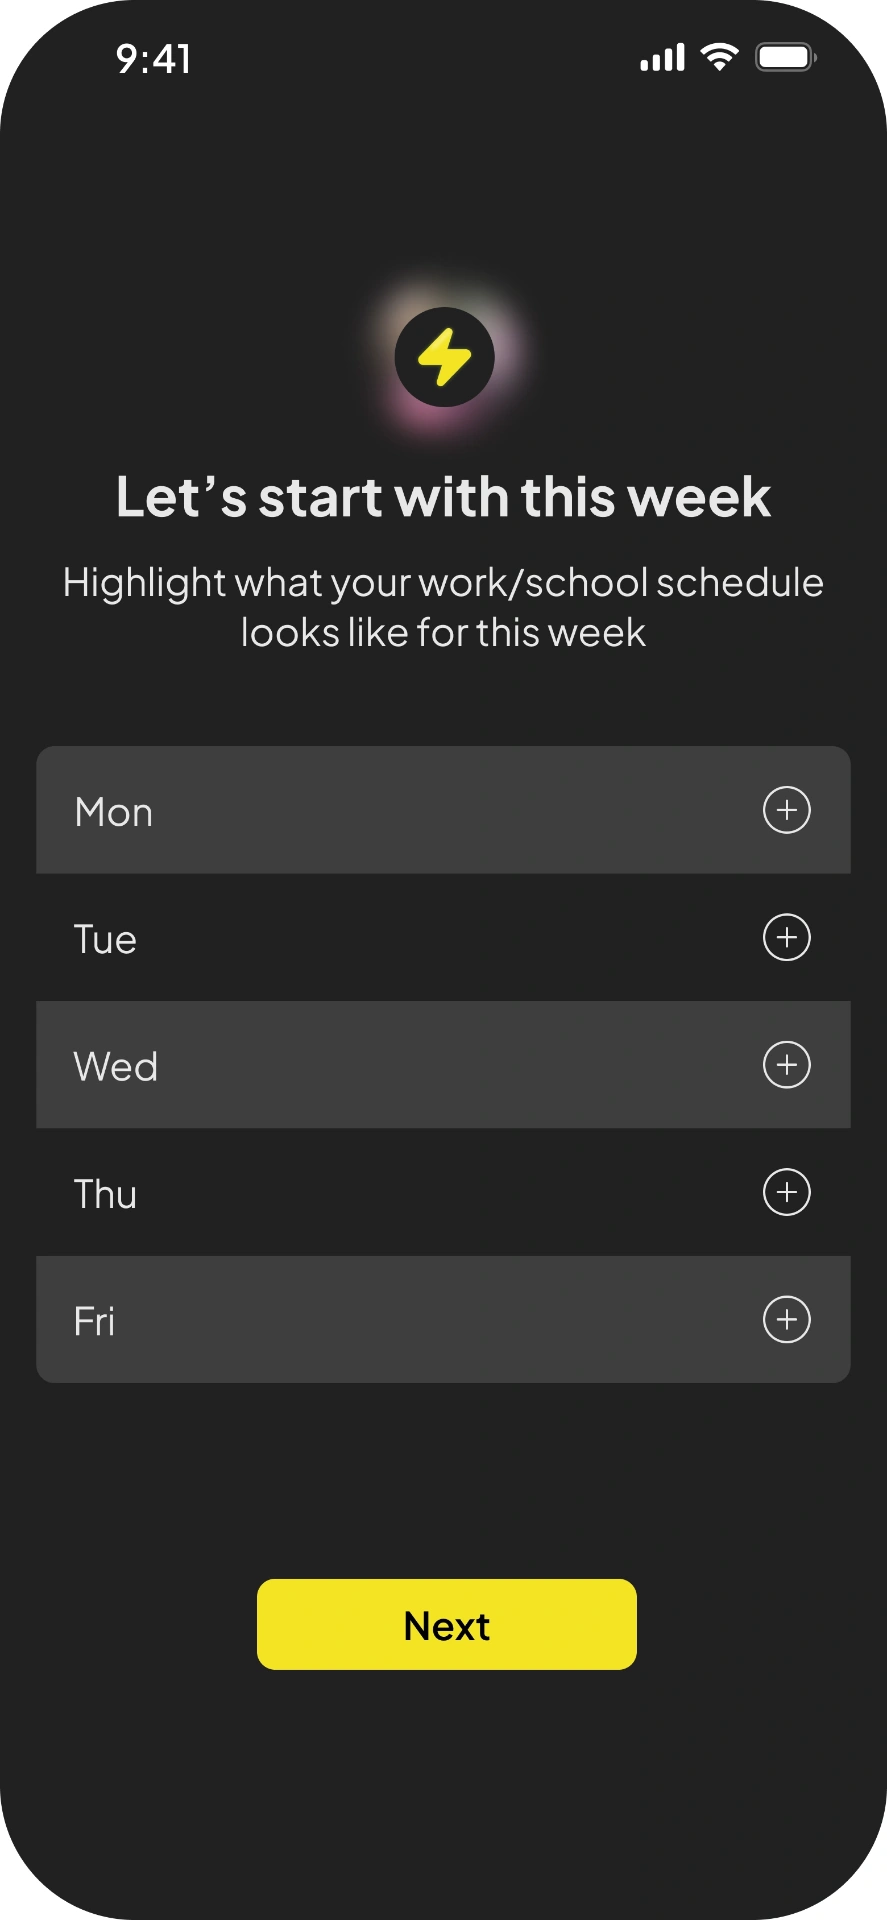 9:41
Let’s start with this week
Highlight what your work/school schedule
looks like for this week
Mon
Tue
Wed
Thu
Fri
Next